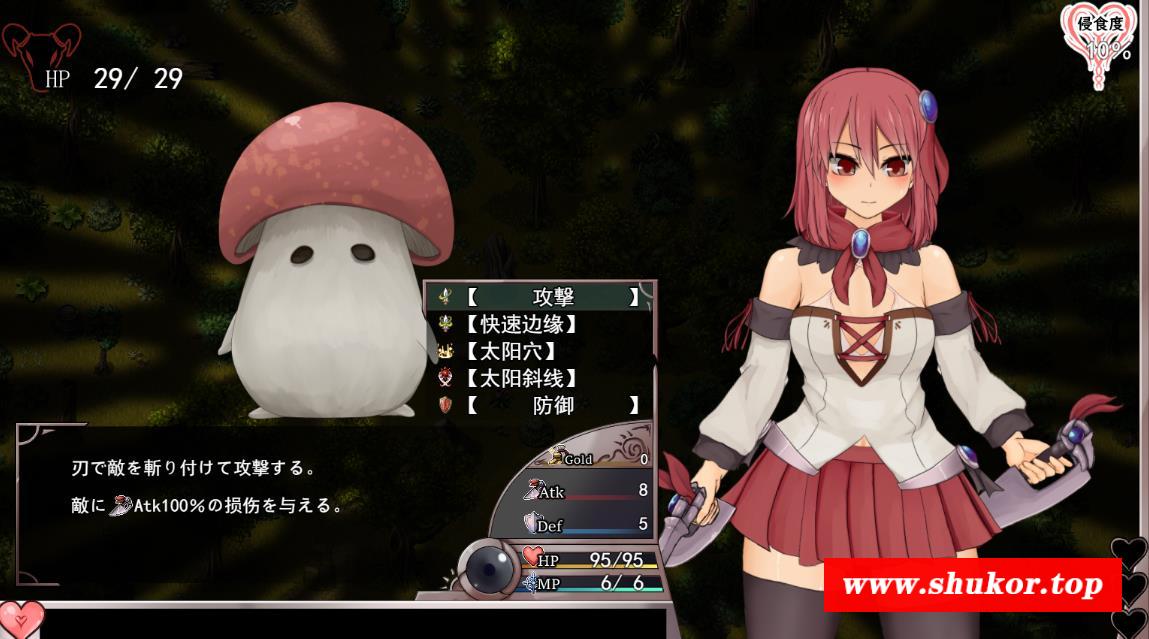 侵食度
10%
HP 29/ 29
【 攻撃 】
【快速边缘】
【太阳穴】
【太阳斜线】
【 防御 】
刃で敵を斬り付けて攻撃する。
敵にAtk100%の损伤を与える。
Gold 0
Atk 8
Def 5
HP 95/95
MP 6/ 6
www.shukor.top